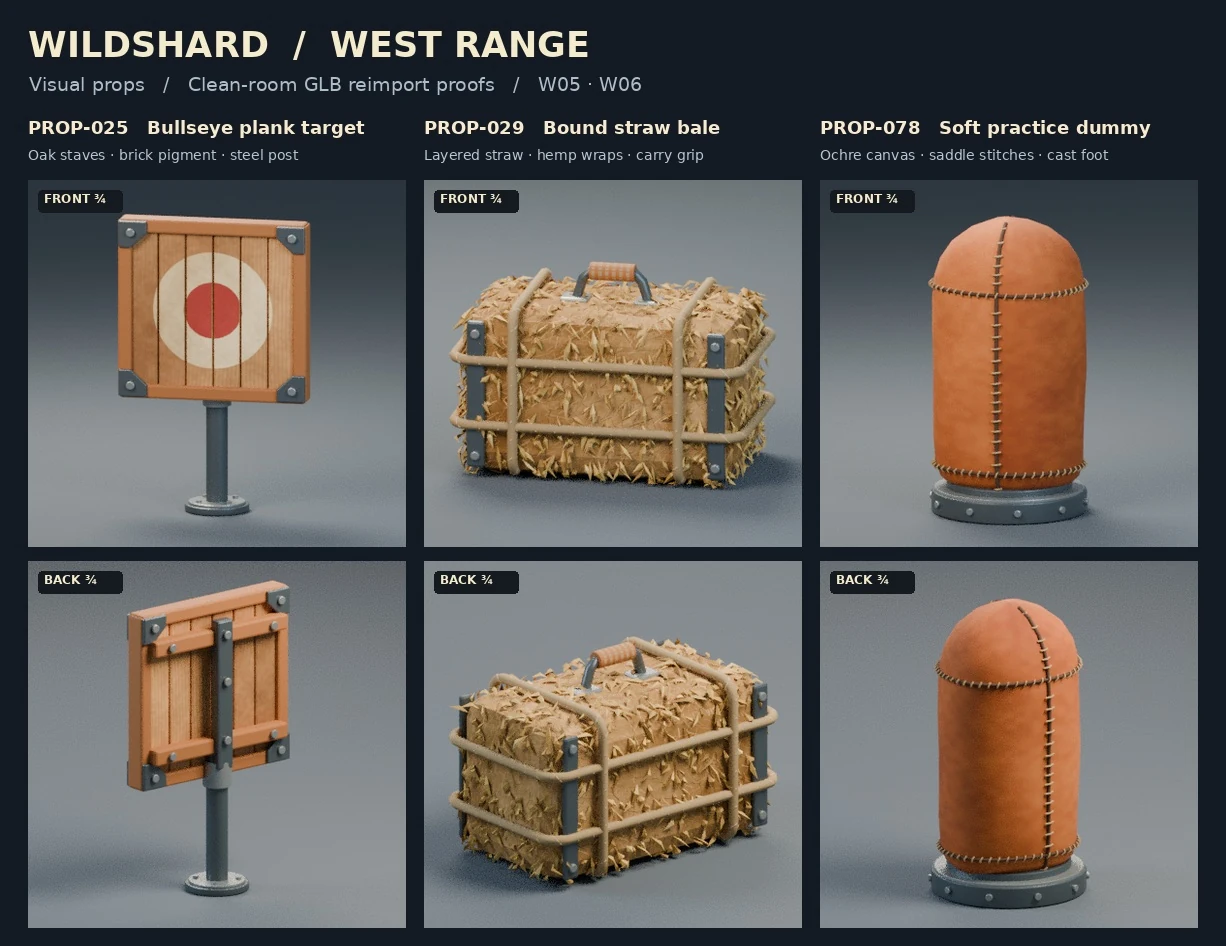 WILDSHARD / WEST RANGE
Visual props / Clean-room GLB reimport proofs / W05 · W06
PROP-025 Bullseye plank target
Oak staves · brick pigment · steel post
PROP-029 Bound straw bale
Layered straw · hemp wraps · carry grip
PROP-078 Soft practice dummy
Ochre canvas · saddle stitches · cast foot
FRONT ¾
FRONT ¾
FRONT ¾
BACK ¾
BACK ¾
BACK ¾